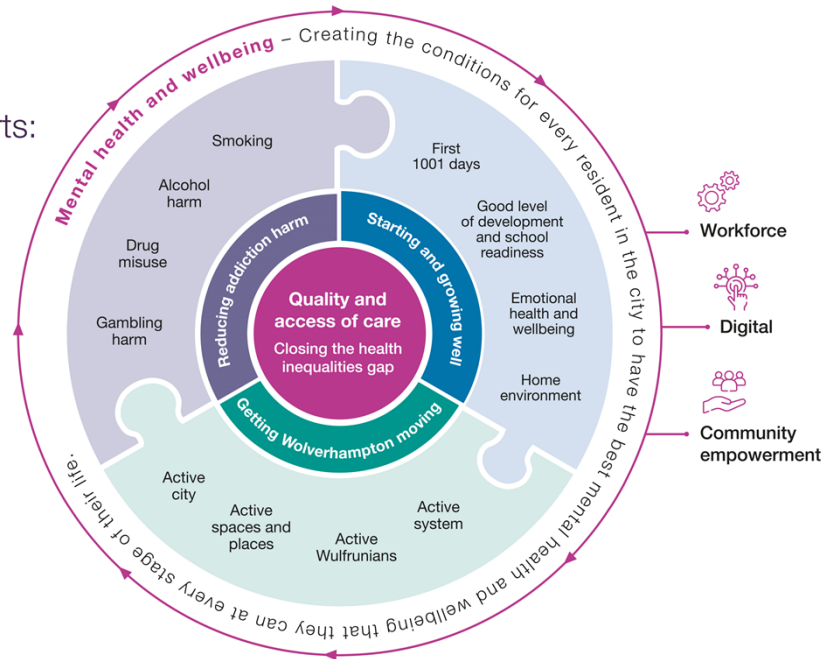 rts:
Mental health and wellbeing – Creating the conditions for every resident in the city to have the best mental health and wellbeing that they can at every stage of their life.
Smoking
Alcohol
harm
Drug
misuse
Gambling
harm
First
1001 days
Good level
of development
and school
readiness
Emotional
health and
wellbeing
Home
environment
Reducing addiction harm
Starting and growing well
Getting Wolverhampton moving
Quality and
access of care
Closing the health
inequalities gap
Active
city
Active
spaces and
places
Active
Wulfrunians
Active
system
Workforce
Digital
Community
empowerment